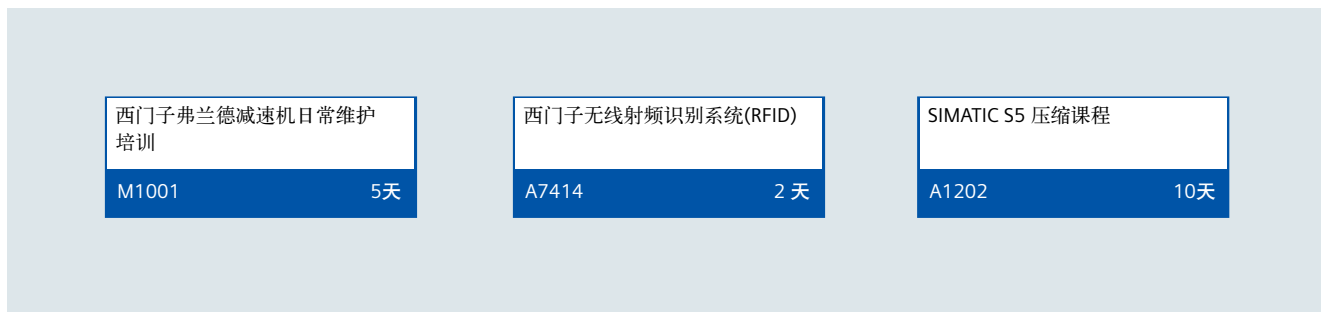 西门子弗兰德减速机日常维护
培训
M1001 5天
西门子无线射频识别系统(RFID)
A7414 2 天
SIMATIC S5 压缩课程
A1202 10天